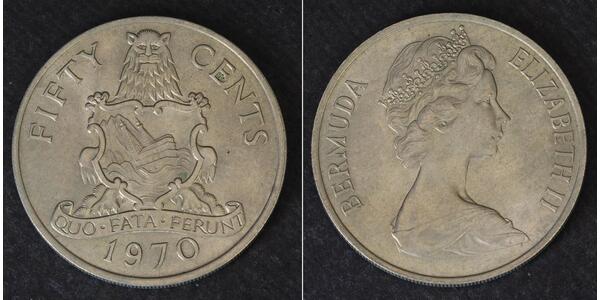 FIFTY CENTS
QUO · FATA · FERUNT
1970
BERMUDA ELIZABETH II